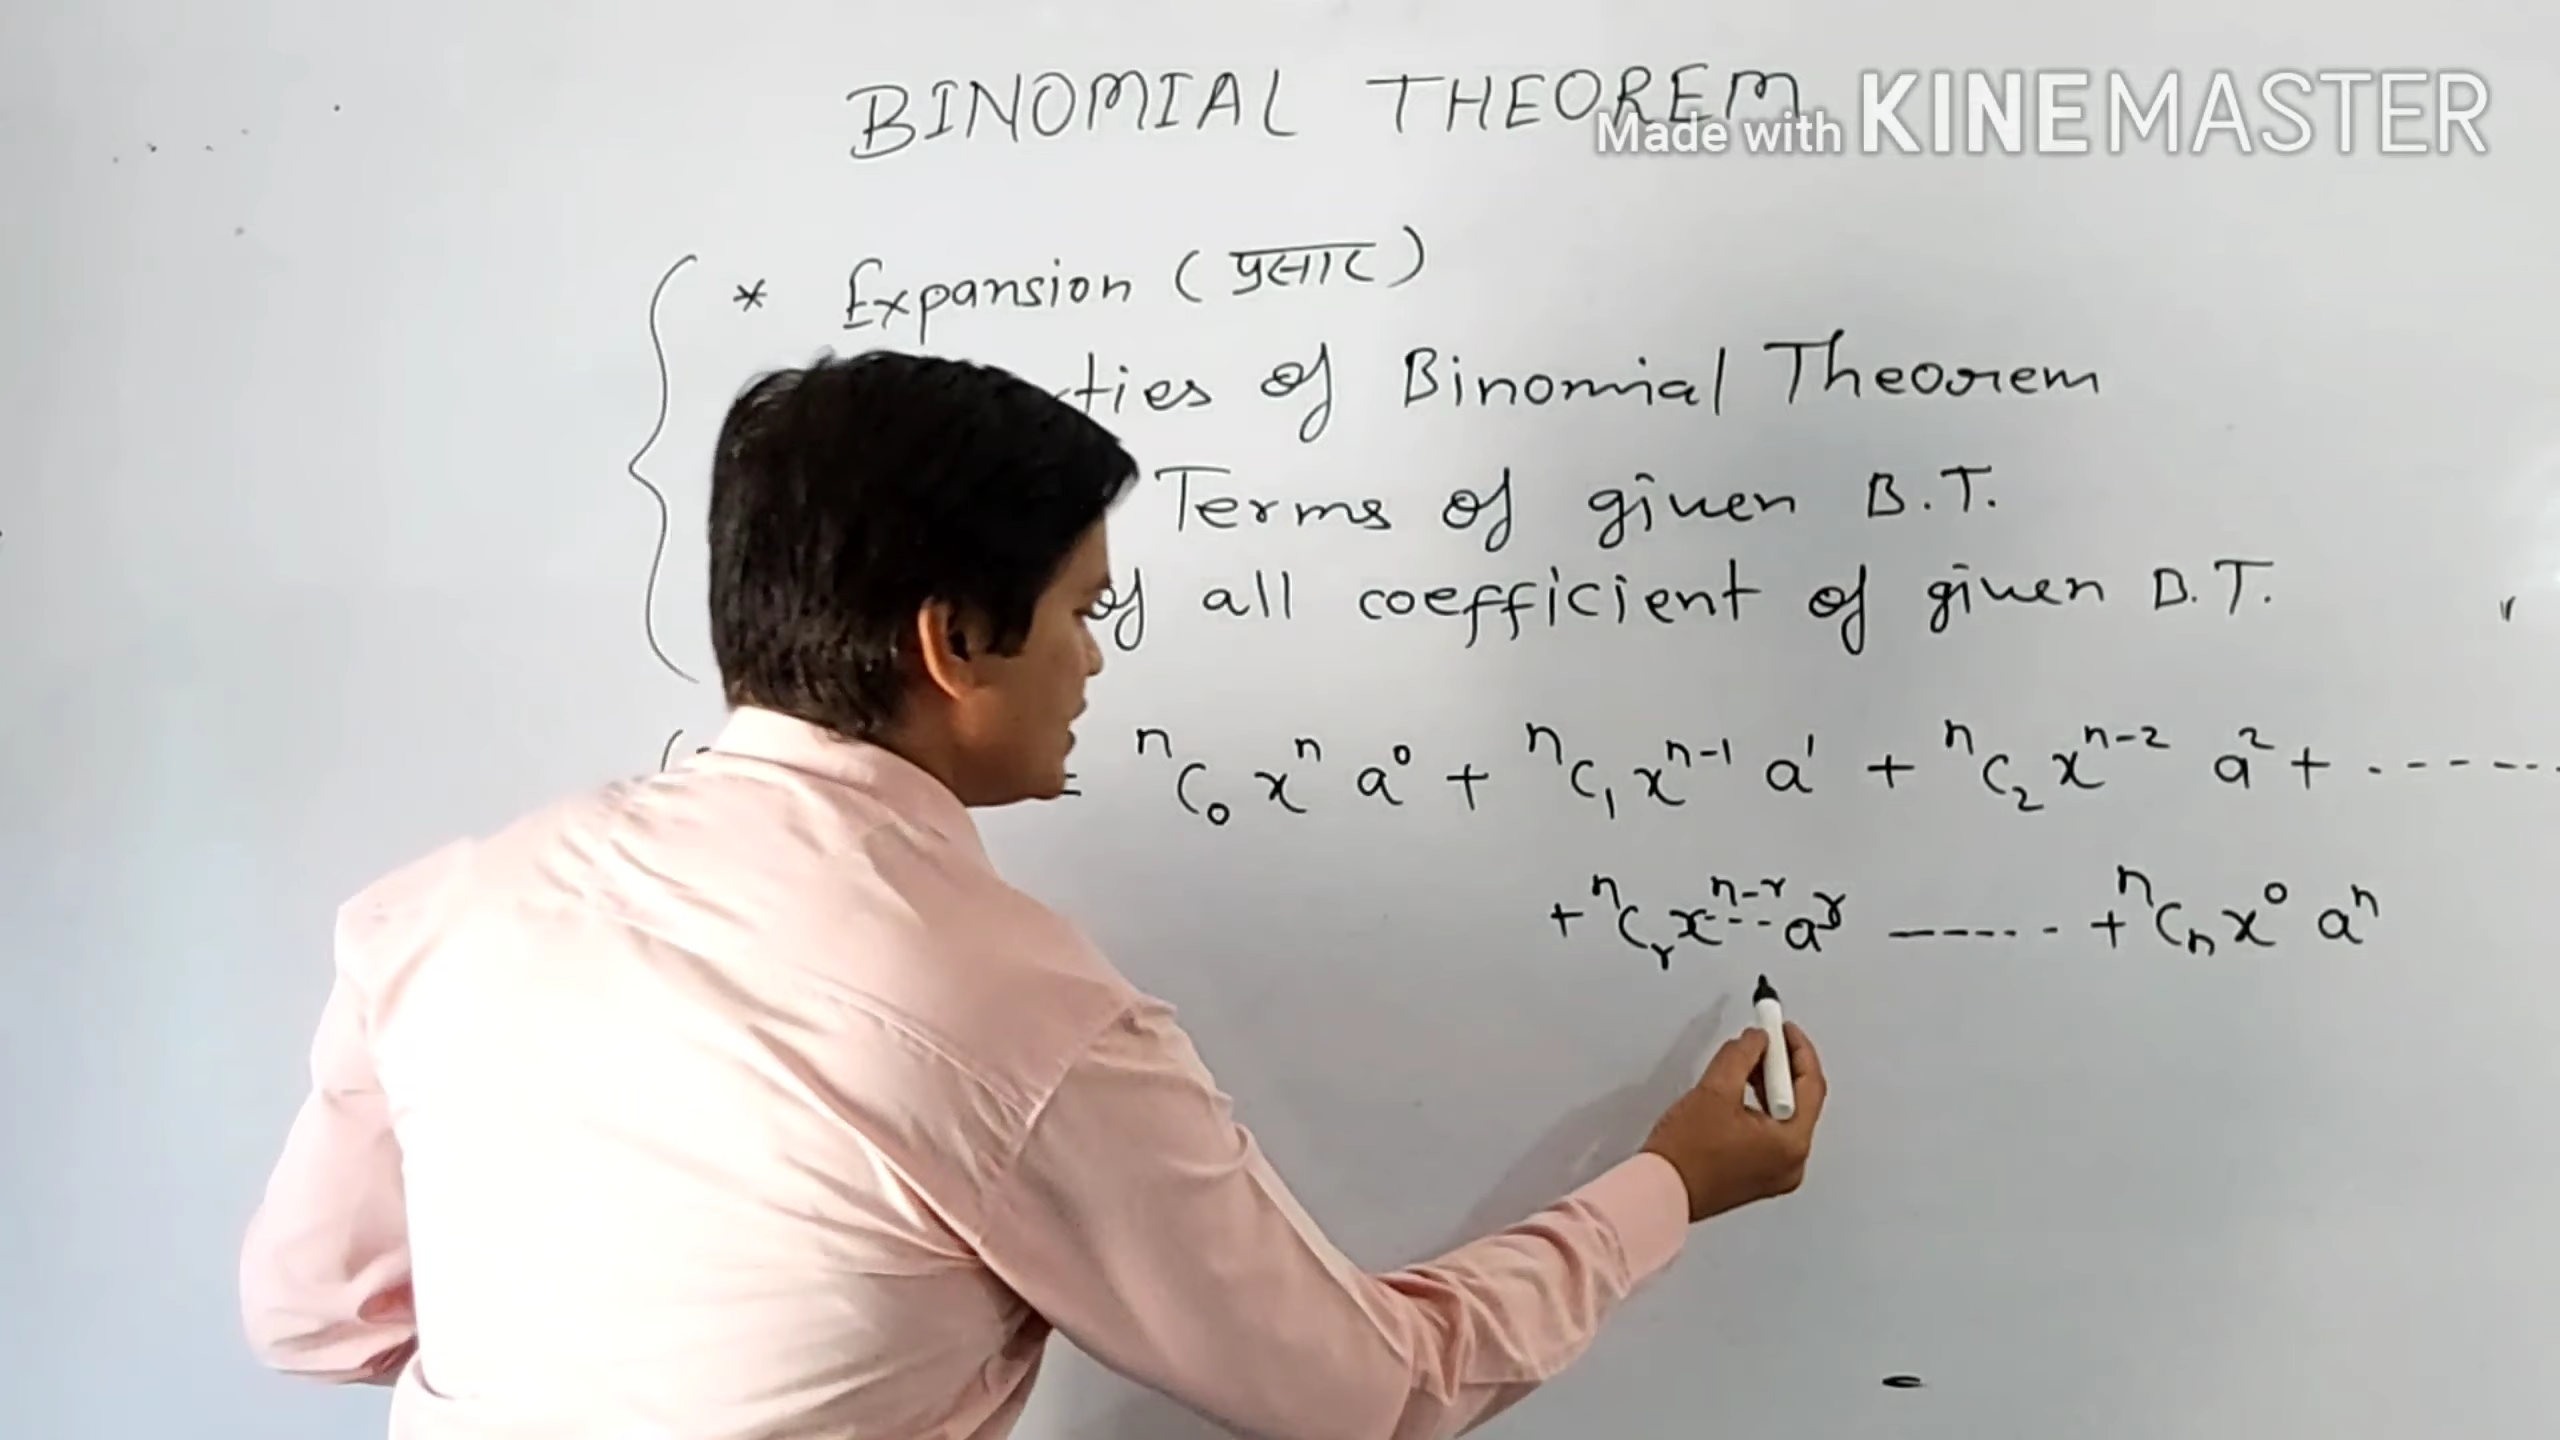 BINOMIAL THEOREM
Made with KINEMASTER
* Expansion (प्रसार)
of Binomial Theorem
Terms of given B.T.
of all coefficient of given B.T.
= ⁿC₀ xⁿ a⁰ + ⁿC₁ xⁿ⁻¹ a¹ + ⁿC₂ xⁿ⁻² a² + ------
+ ⁿCᵣ xⁿ⁻ʳ aʳ ------ + ⁿCₙ x⁰ aⁿ